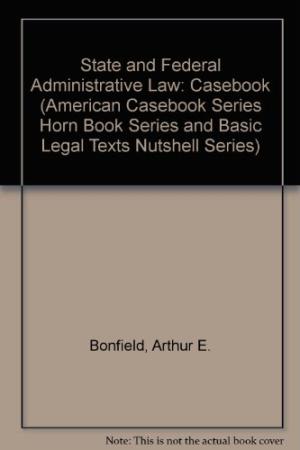 State and Federal
Administrative Law: Casebook
(American Casebook Series
Horn Book Series and Basic
Legal Texts Nutshell Series)
Bonfield, Arthur E.
Note: This is not the actual book cover